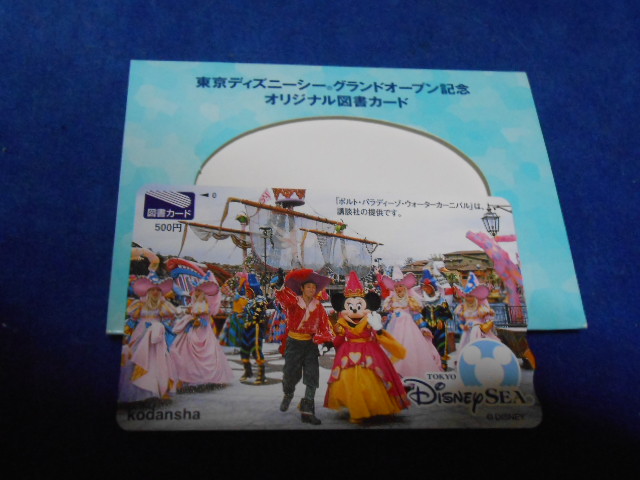 東京ディズニーシー®グランドオープン記念
オリジナル図書カード
図書カード
500円
「ポルト・パラディーゾ・ウォーターカーニバル」は、
講談社の提供です。
TOKYO
DISNEY SEA
© DISNEY
kodansha